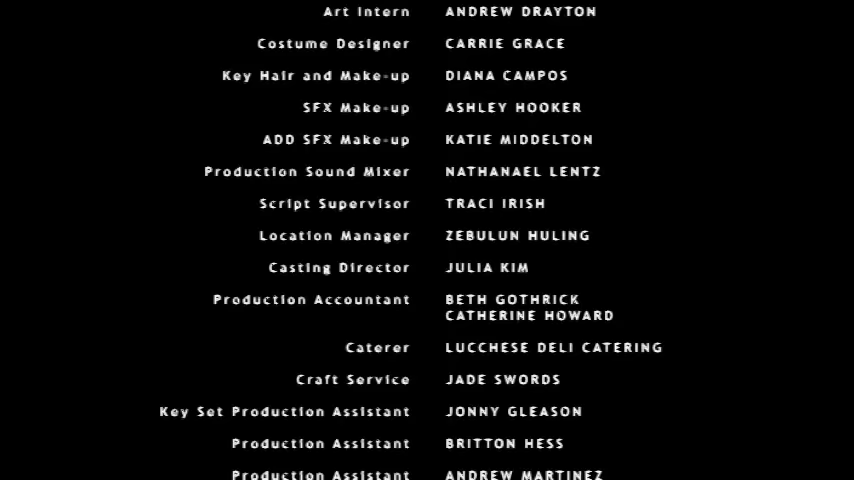 Art Intern ANDREW DRAYTON
Costume Designer CARRIE GRACE
Key Hair and Make-up DIANA CAMPOS
SFX Make-up ASHLEY HOOKER
ADD SFX Make-up KATIE MIDDELTON
Production Sound Mixer NATHANAEL LENTZ
Script Supervisor TRACI IRISH
Location Manager ZEBULUN HULING
Casting Director JULIA KIM
Production Accountant BETH GOTHRICK
CATHERINE HOWARD
Caterer LUCCHESE DELI CATERING
Craft Service JADE SWORDS
Key Set Production Assistant JONNY GLEASON
Production Assistant BRITTON HESS
Production Assistant ANDREW MARTINEZ